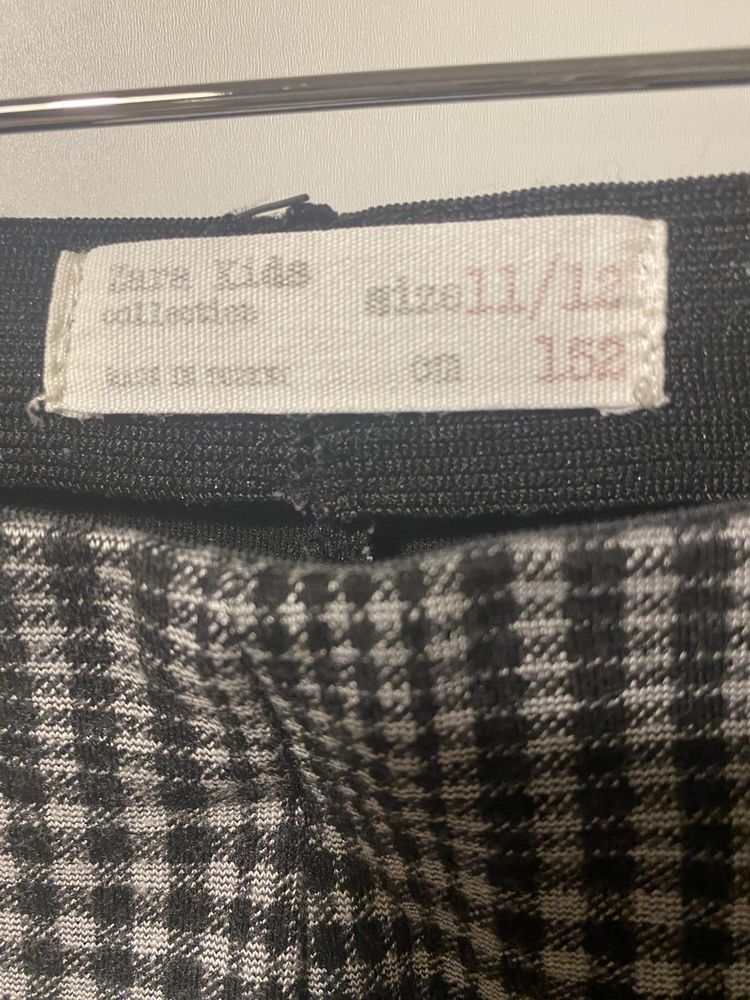 Zara Kids
collection
size 11/12
MADE IN TURKEY
cm 152